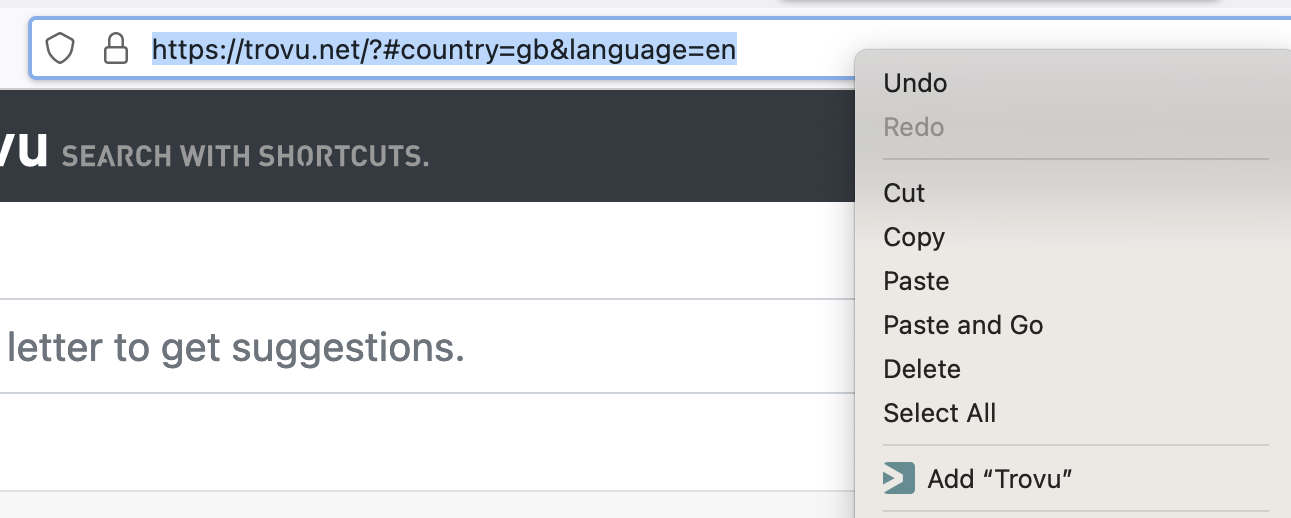 https://trovu.net/?#country=gb&language=en
vu SEARCH WITH SHORTCUTS.
letter to get suggestions.
Undo
Redo
Cut
Copy
Paste
Paste and Go
Delete
Select All
Add “Trovu”